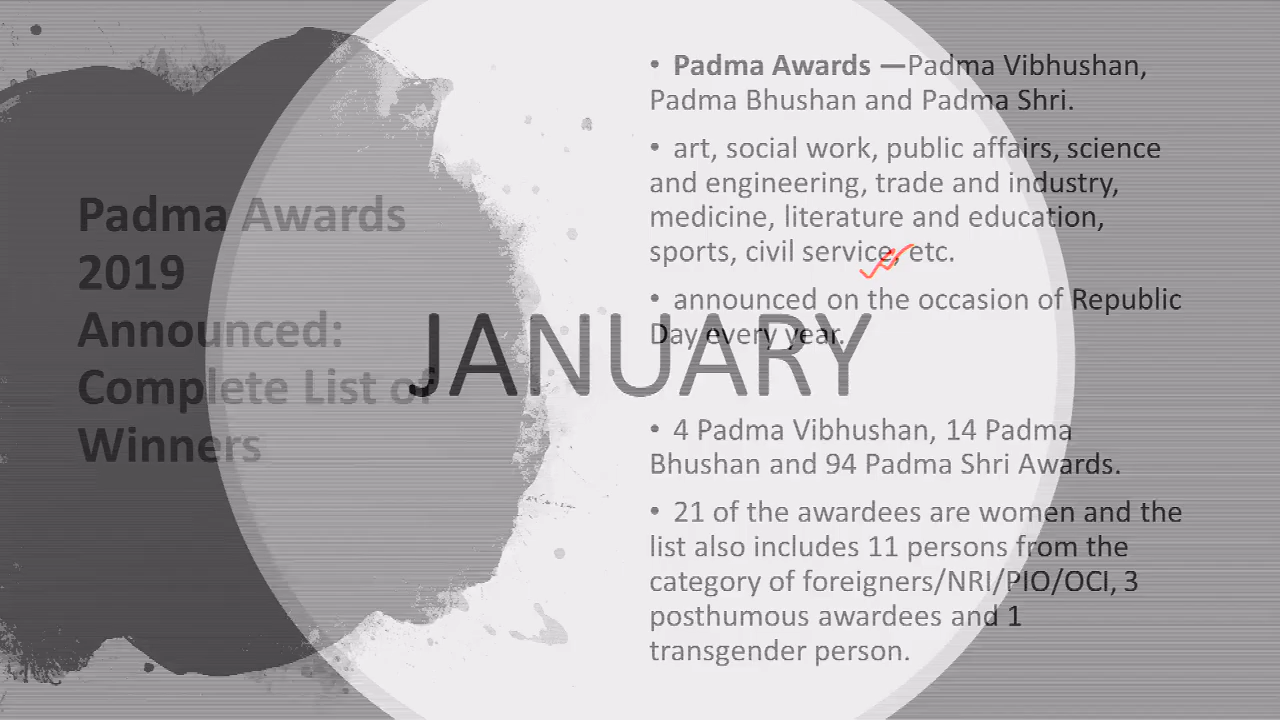 Padma Awards
2019
Announced:
Complete List of
Winners
JANUARY
• Padma Awards —Padma Vibhushan,
Padma Bhushan and Padma Shri.
• art, social work, public affairs, science
and engineering, trade and industry,
medicine, literature and education,
sports, civil service, etc.
• announced on the occasion of Republic
Day every year.
• 4 Padma Vibhushan, 14 Padma
Bhushan and 94 Padma Shri Awards.
• 21 of the awardees are women and the
list also includes 11 persons from the
category of foreigners/NRI/PIO/OCI, 3
posthumous awardees and 1
transgender person.